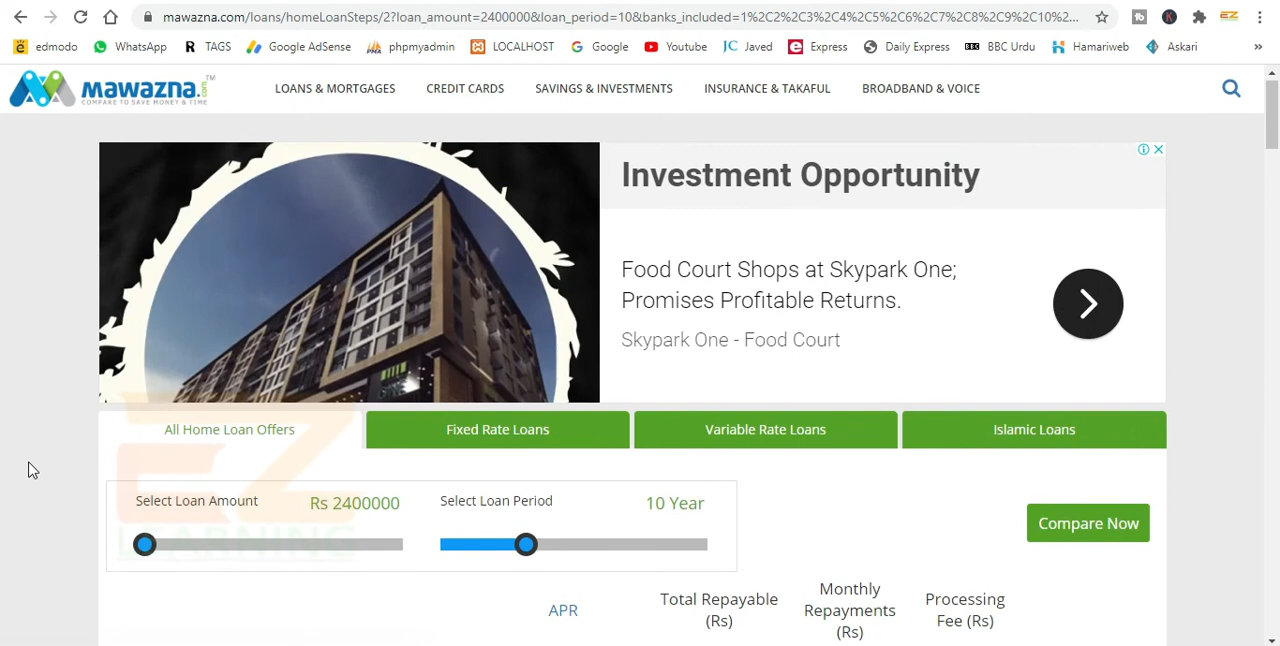 mawazna.com/loans/homeLoanSteps/2?loan_amount=2400000&loan_period=10&banks_included=1%2C2%2C3%2C4%2C5%2C6%2C7%2C8%2C9%2C10%2...
edmodo WhatsApp R TAGS Google AdSense phpmyadmin LOCALHOST Google Youtube JC Javed Express Daily Express BBC Urdu Hamariweb Askari »
mawazna.com™ LOANS & MORTGAGES CREDIT CARDS SAVINGS & INVESTMENTS INSURANCE & TAKAFUL BROADBAND & VOICE
COMPARE TO SAVE MONEY & TIME
Investment Opportunity
Food Court Shops at Skypark One;
Promises Profitable Returns.
Skypark One - Food Court
All Home Loan Offers Fixed Rate Loans Variable Rate Loans Islamic Loans
Select Loan Amount Rs 2400000 Select Loan Period 10 Year
Compare Now
EZ
LEARNING
APR Total Repayable (Rs) Monthly Repayments (Rs) Processing Fee (Rs)